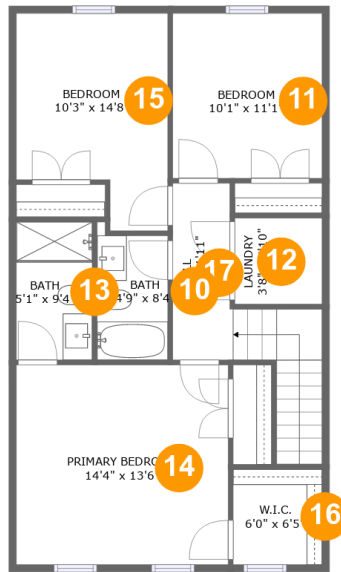 BEDROOM
10'3" x 14'8
15
BEDROOM
10'1" x 11'1
11
LAUNDRY
12
17
BATH
5'1" x 9'4
13
BATH
4'9" x 8'4
10
PRIMARY
14'4" x 13'6
14
W.I.C.
6'0" x 6'5
16